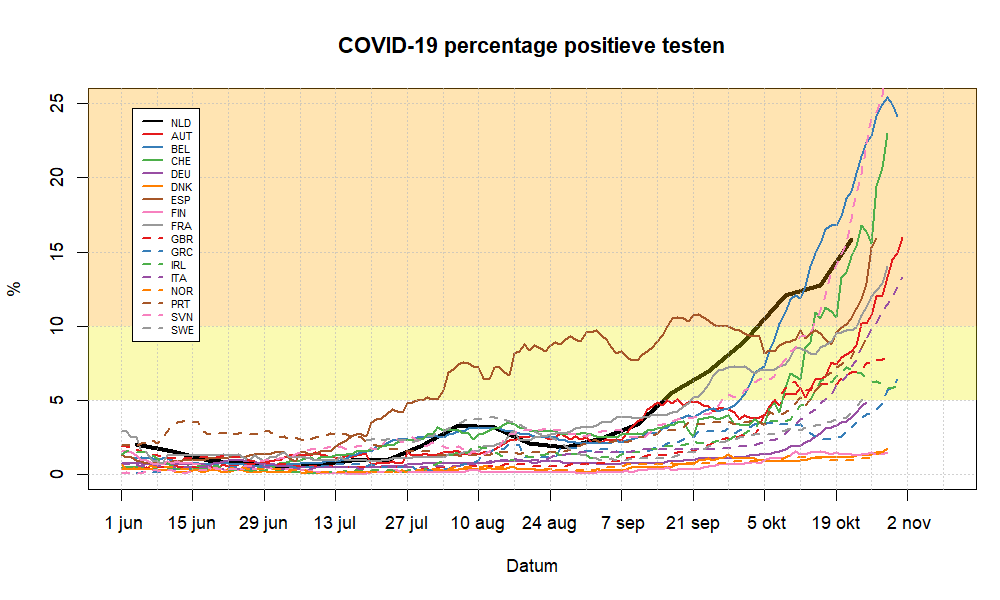 COVID-19 percentage positieve testen
%
25
20
15
10
5
0
NLD
AUT
BEL
CHE
DEU
DNK
ESP
FIN
FRA
GBR
GRC
IRL
ITA
NOR
PRT
SVN
SWE
1 jun 15 jun 29 jun 13 jul 27 jul 10 aug 24 aug 7 sep 21 sep 5 okt 19 okt 2 nov
Datum